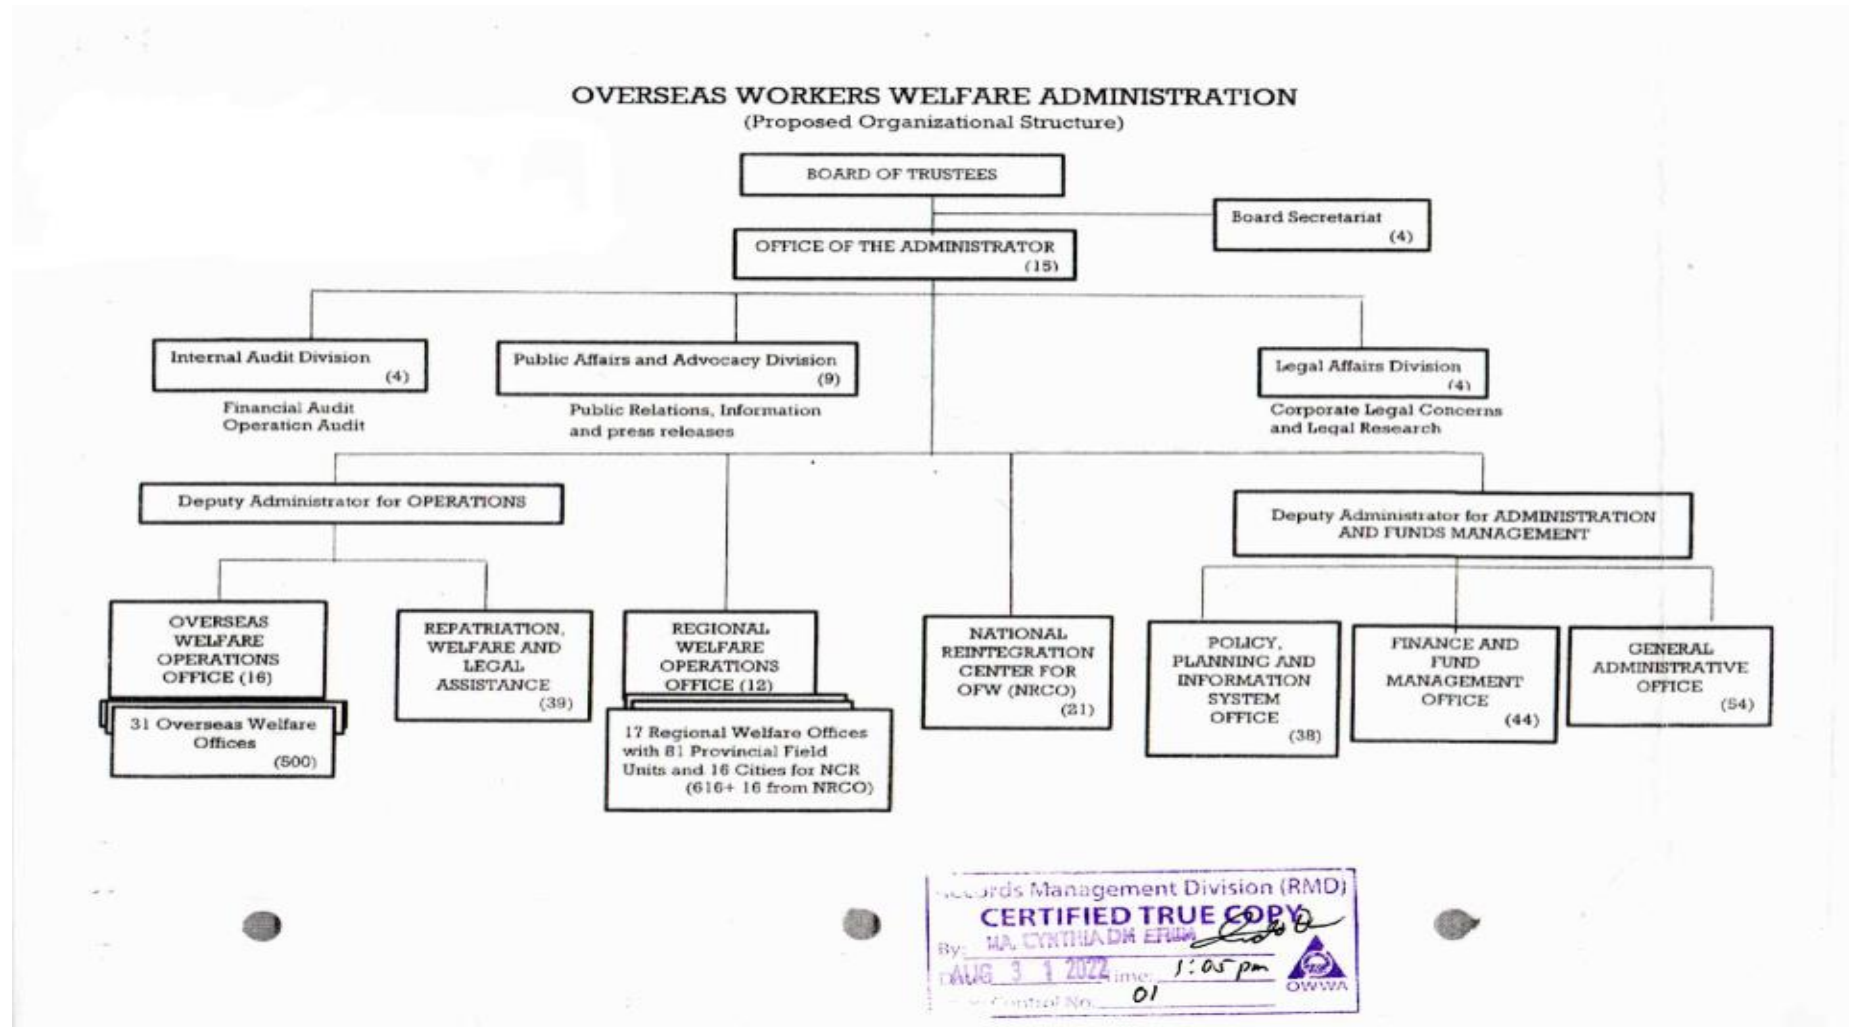 OVERSEAS WORKERS WELFARE ADMINISTRATION
(Proposed Organizational Structure)
BOARD OF TRUSTEES
Board Secretariat
(4)
OFFICE OF THE ADMINISTRATOR
(15)
Internal Audit Division
(4)
Financial Audit
Operation Audit
Public Affairs and Advocacy Division
(9)
Public Relations, Information
and press releases
Legal Affairs Division
(4)
Corporate Legal Concerns
and Legal Research
Deputy Administrator for OPERATIONS
Deputy Administrator for ADMINISTRATION
AND FUNDS MANAGEMENT
OVERSEAS
WELFARE
OPERATIONS
OFFICE (16)
31 Overseas Welfare
Offices
(500)
REPATRIATION,
WELFARE AND
LEGAL
ASSISTANCE
(39)
REGIONAL
WELFARE
OPERATIONS
OFFICE (12)
17 Regional Welfare Offices
with 81 Provincial Field
Units and 16 Cities for NCR
(616+ 16 from NRCO)
NATIONAL
REINTEGRATION
CENTER FOR
OFW (NRCO)
(21)
POLICY,
PLANNING AND
INFORMATION
SYSTEM
OFFICE
(38)
FINANCE AND
FUND
MANAGEMENT
OFFICE
(44)
GENERAL
ADMINISTRATIVE
OFFICE
(54)
Management Division (RMD)
CERTIFIED TRUE COPY
By: MA. CYNTHIA DM
AUG 31 2022 Time: 1:05 pm
Control No. 01
OWWA